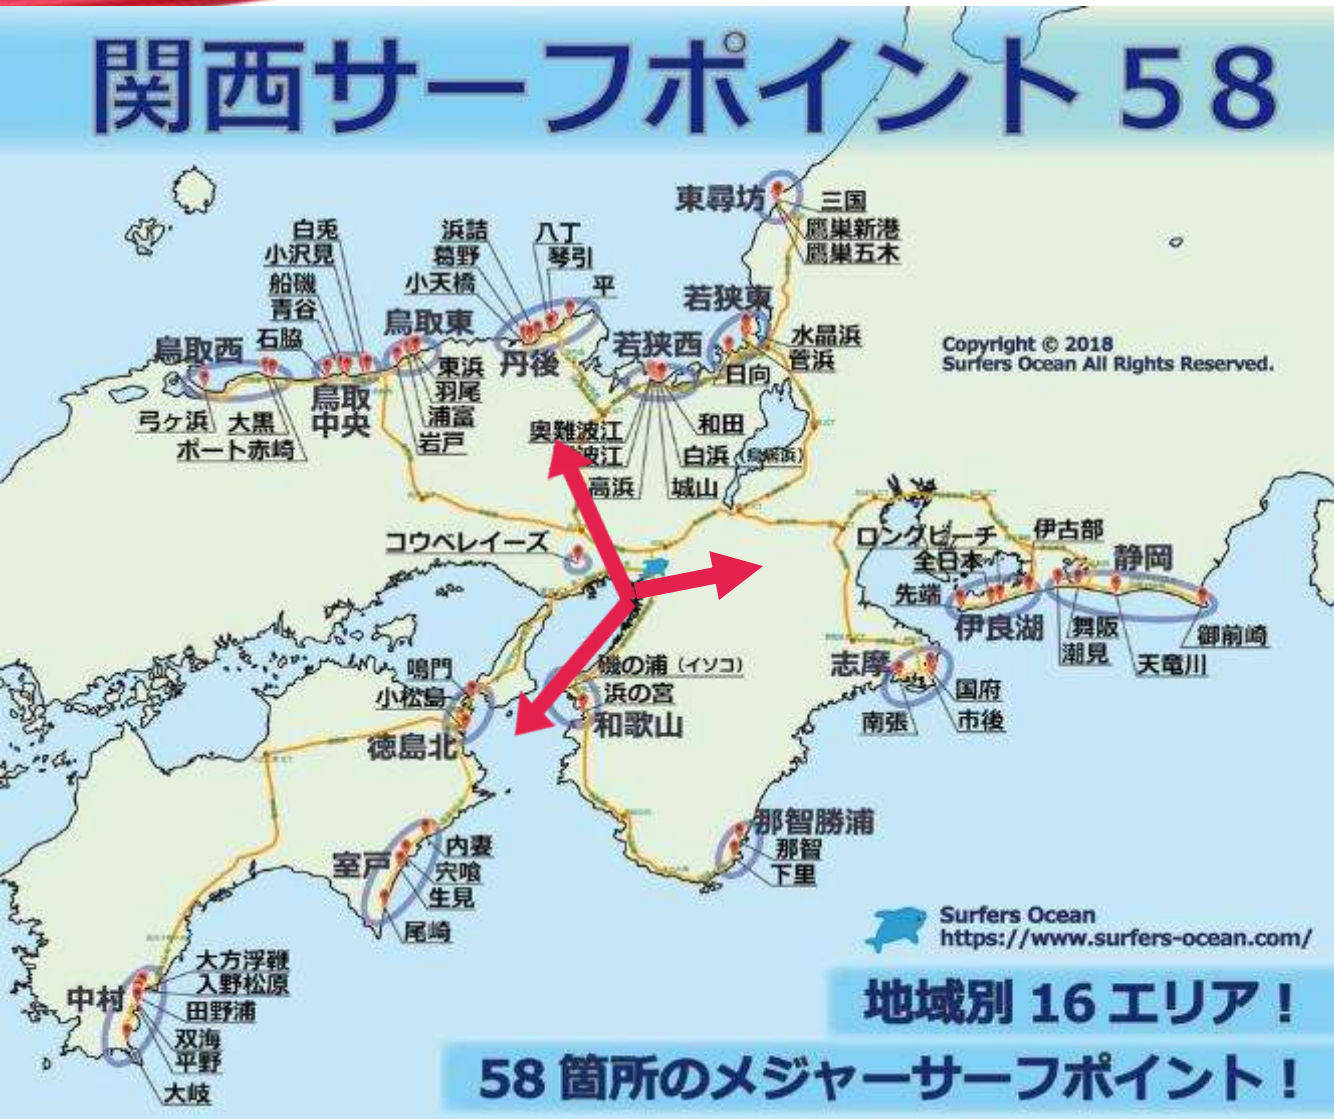 関西サーフポイント 58
東尋坊
三国
鷹巣新港
鷹巣五木
白兎
小沢見
船磯
青谷
石脇
浜詰
葛野
小天橋
八丁
琴引
平
若狭東
鳥取東
鳥取西
丹後
若狭西
水晶浜
菅浜
日向
Copyright © 2018
Surfers Ocean All Rights Reserved.
東浜
羽尾
浦富
岩戸
鳥取
中央
弓ヶ浜
大黒
ポート赤崎
奥難波江
波江
高浜
和田
白浜
城山
コウベレイーズ
ロングビーチ
全日本
先端
伊古部
静岡
伊良湖
舞阪
潮見
天竜川
御前崎
志摩
国府
市後
南張
鳴門
小松島
徳島北
磯の浦（イソコ）
浜の宮
和歌山
那智勝浦
那智
下里
室戸
内妻
穴喰
生見
尾崎
Surfers Ocean
https://www.surfers-ocean.com/
中村
大方浮鞭
入野松原
田野浦
双海
平野
大岐
地域別 16 エリア！
58 箇所のメジャーサーフポイント！